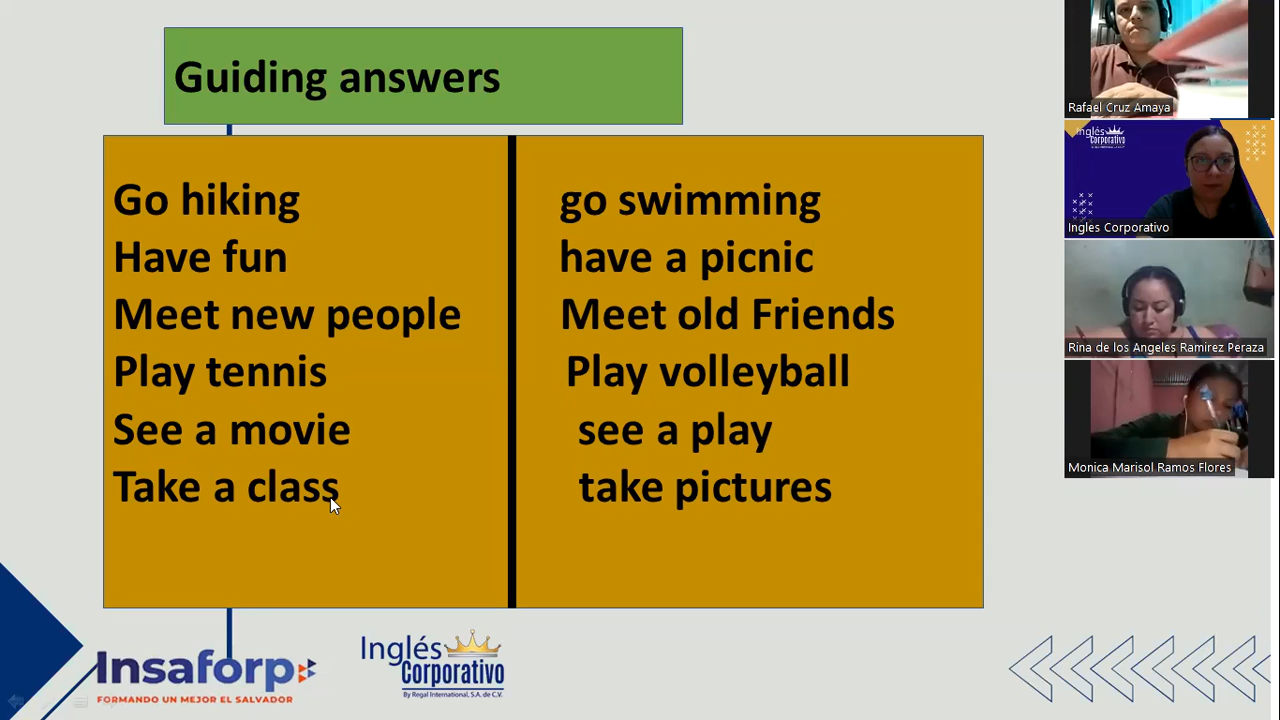 Guiding answers
Go hiking
Have fun
Meet new people
Play tennis
See a movie
Take a class
go swimming
have a picnic
Meet old Friends
Play volleyball
see a play
take pictures
Insaforp
FORMANDO UN MEJOR EL SALVADOR
Inglés
Corporativo
By Regal International, S.A. de C.V.
Rafael Cruz Amaya
Inglés
Corporativo
Ingles Corporativo
Rina de los Angeles Ramirez Peraza
Monica Marisol Ramos Flores